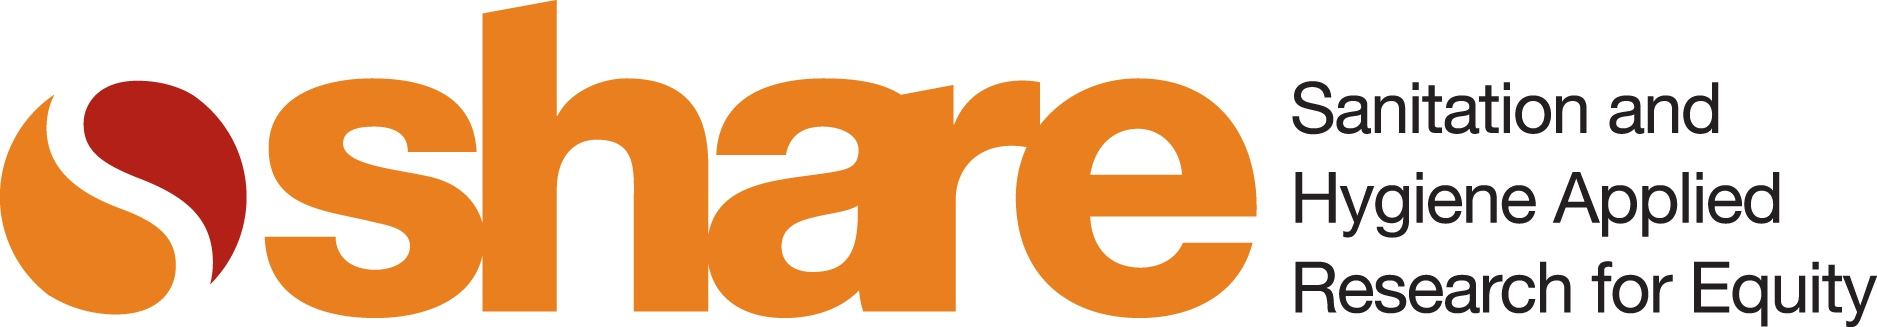 share
Sanitation and
Hygiene Applied
Research for Equity